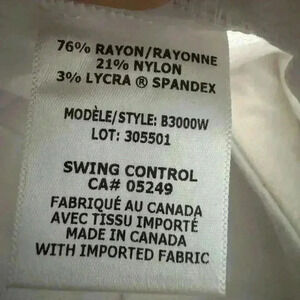 76% RAYON/RAYONNE
21% NYLON
3% LYCRA ® SPANDEX
MODÈLE/STYLE: B3000W
LOT: 305501
SWING CONTROL
CA# 05249
FABRIQUÉ AU CANADA
AVEC TISSU IMPORTÉ
MADE IN CANADA
WITH IMPORTED FABRIC